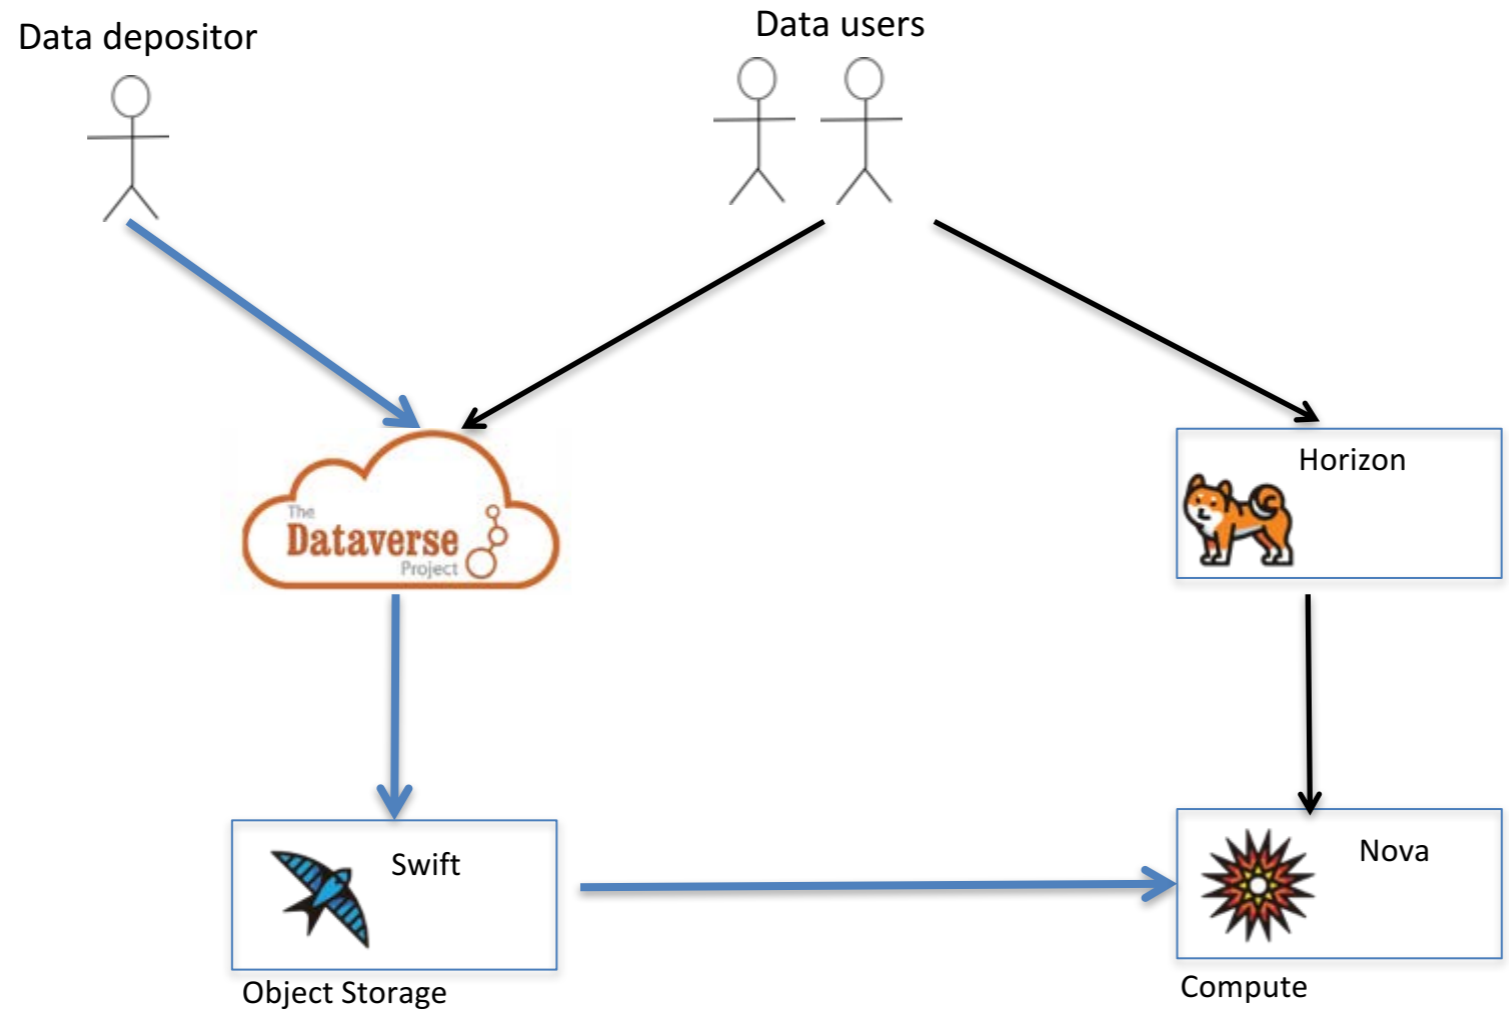 Data depositor
Data users
The
Dataverse
Project
Horizon
Swift
Nova
Object Storage
Compute